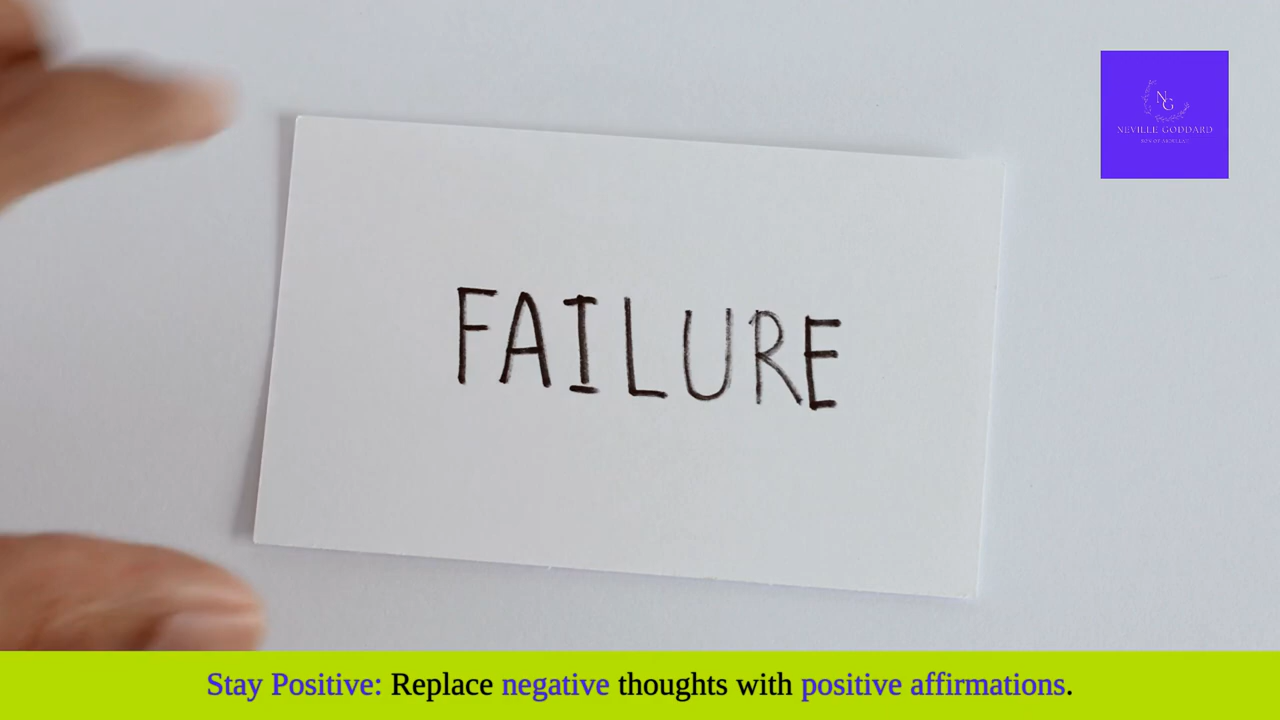 NG
NEVILLE GODDARD
FAILURE
Stay Positive: Replace negative thoughts with positive affirmations.